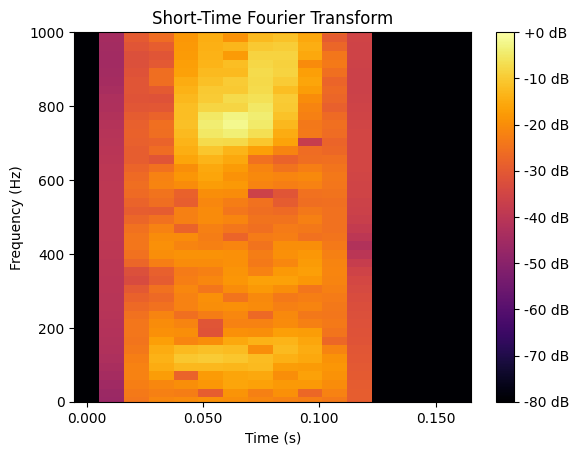 Short-Time Fourier Transform
1000
800
600
400
200
0
Frequency (Hz)
0.000
0.050
0.100
0.150
Time (s)
+0 dB
-10 dB
-20 dB
-30 dB
-40 dB
-50 dB
-60 dB
-70 dB
-80 dB